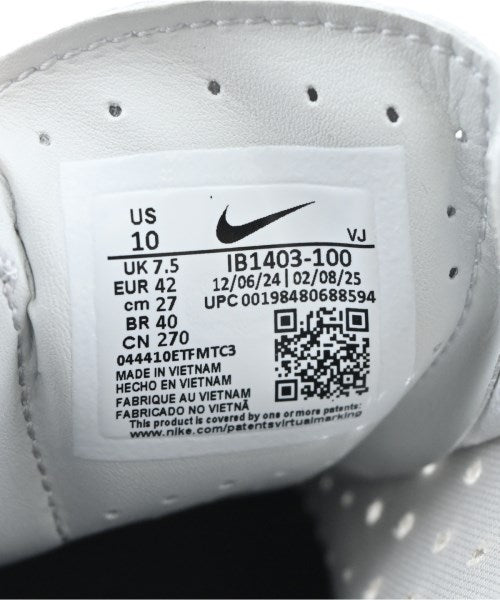 US
10
VJ
UK 7.5
EUR 42
cm 27
BR 40
CN 270
IB1403-100
12/06/24 | 02/08/25
UPC 00198480688594
044410ETFMTC3
MADE IN VIETNAM
HECHO EN VIETNAM
FABRIQUE AU VIETNAM
FABRICADO NO VIETNÃ
This product is covered by one or more patents:
www.nike.com/patentsvirtualmarking